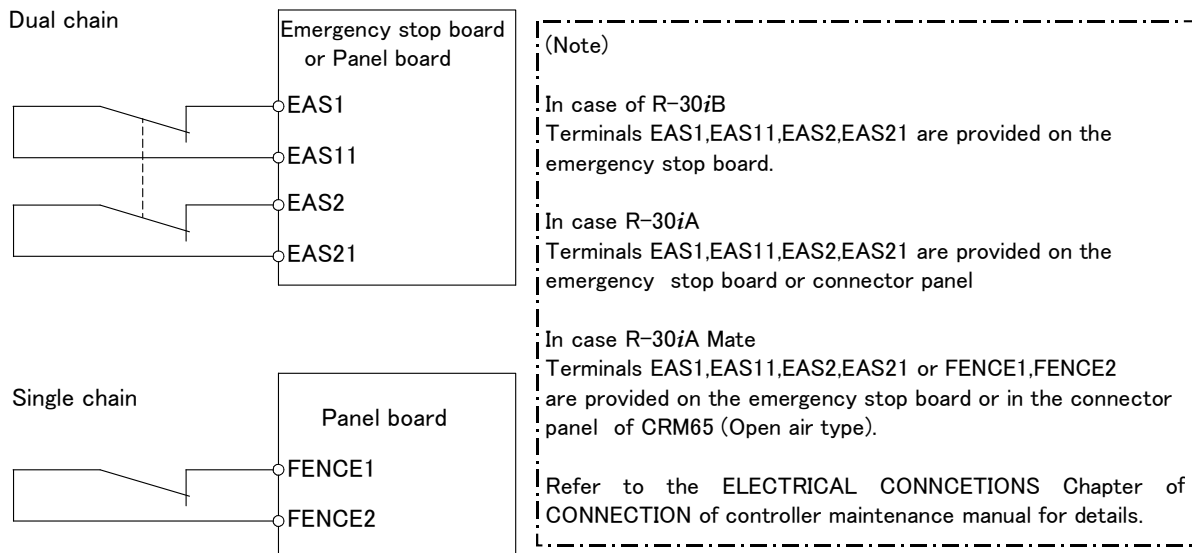 Dual chain
Emergency stop board
or Panel board
EAS1
EAS11
EAS2
EAS21
Single chain
Panel board
FENCE1
FENCE2
(Note)
In case of R-30iB
Terminals EAS1,EAS11,EAS2,EAS21 are provided on the
emergency stop board.
In case R-30iA
Terminals EAS1,EAS11,EAS2,EAS21 are provided on the
emergency stop board or connector panel
In case R-30iA Mate
Terminals EAS1,EAS11,EAS2,EAS21 or FENCE1,FENCE2
are provided on the emergency stop board or in the connector
panel of CRM65 (Open air type).
Refer to the ELECTRICAL CONNCETIONS Chapter of
CONNECTION of controller maintenance manual for details.